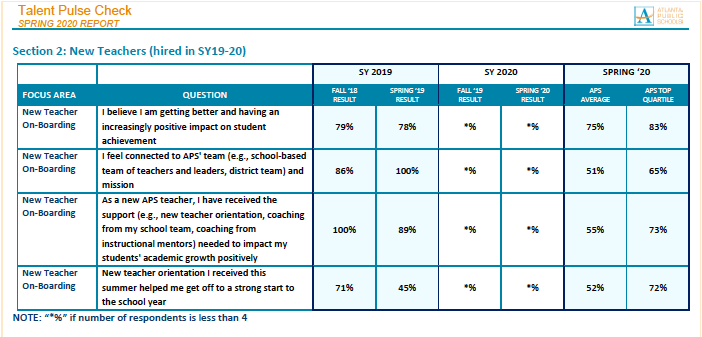 Talent Pulse Check
SPRING 2020 REPORT
ATLANTA
PUBLIC
SCHOOLS
Section 2: New Teachers (hired in SY19-20)
SY 2019 SY 2020 SPRING ‘20
FOCUS AREA QUESTION FALL ‘18 RESULT SPRING ‘19 RESULT FALL ‘19 RESULT SPRING ‘20 RESULT APS AVERAGE APS TOP QUARTILE
New Teacher On-Boarding
I believe I am getting better and having an
increasingly positive impact on student
achievement
79% 78% *% *% 75% 83%
New Teacher On-Boarding
I feel connected to APS' team (e.g., school-based
team of teachers and leaders, district team) and
mission
86% 100% *% *% 51% 65%
New Teacher On-Boarding
As a new APS teacher, I have received the
support (e.g., new teacher orientation, coaching
from my school team, coaching from
instructional mentors) needed to impact my
students' academic growth positively
100% 89% *% *% 55% 73%
New Teacher On-Boarding
New teacher orientation I received this
summer helped me get off to a strong start to
the school year
71% 45% *% *% 52% 72%
NOTE: “*%” if number of respondents is less than 4